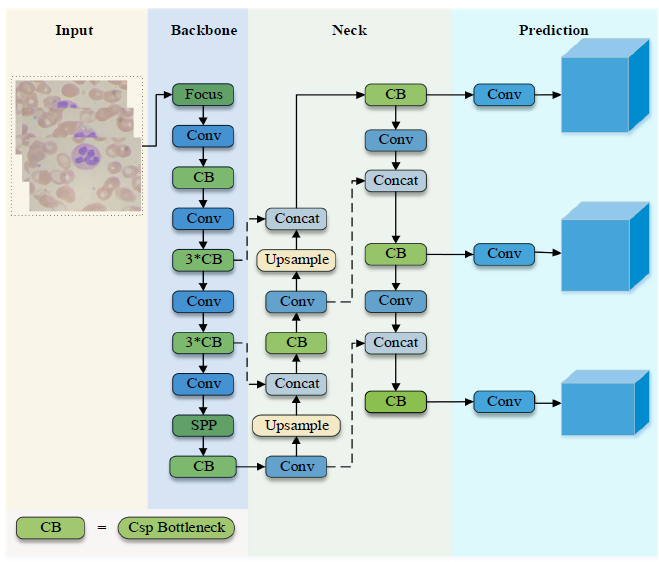 Input
Backbone
Neck
Prediction
Focus
Conv
CB
Conv
3*CB
Conv
3*CB
Conv
SPP
CB
Concat
Upsample
Conv
CB
Concat
Upsample
Conv
CB
Conv
Concat
CB
Conv
Concat
CB
Conv
Conv
Conv
CB = Csp Bottleneck